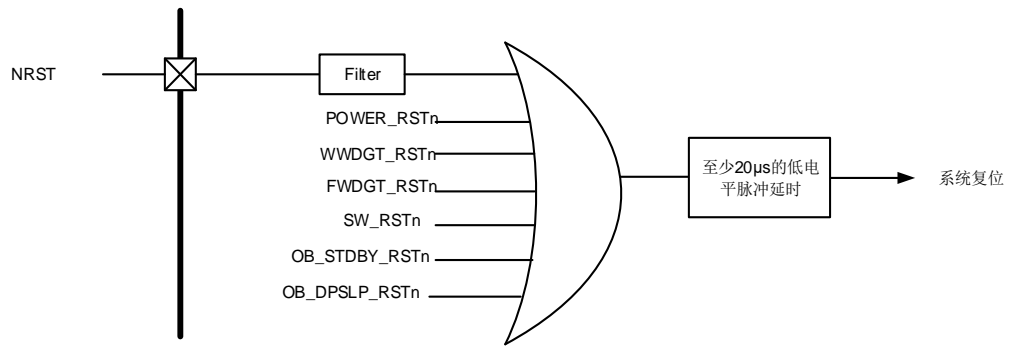 NRST
Filter
POWER_RSTn
WWDGT_RSTn
FWDGT_RSTn
SW_RSTn
OB_STDBY_RSTn
OB_DPSLP_RSTn
至少20μs的低电
平脉冲延时
系统复位